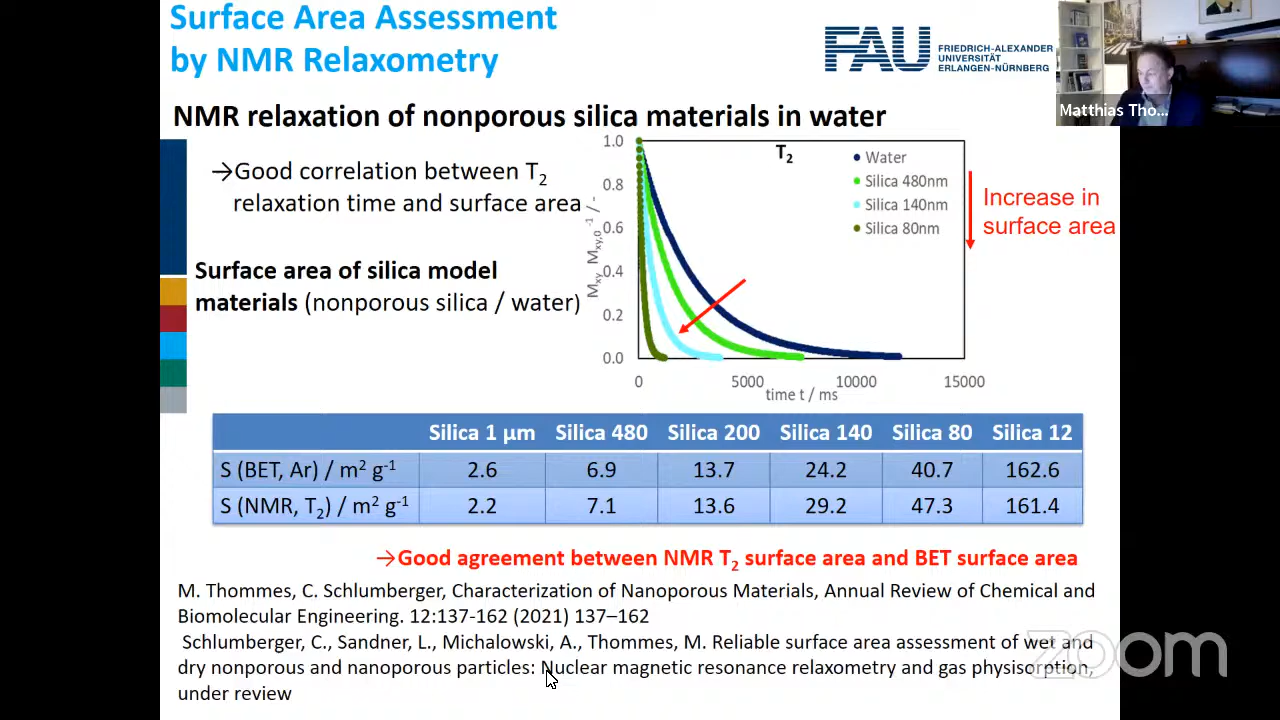 Surface Area Assessment
by NMR Relaxometry
FAU FRIEDRICH-ALEXANDER
UNIVERSITÄT
ERLANGEN-NÜRNBERG
Matthias Tho...
NMR relaxation of nonporous silica materials in water
→Good correlation between T₂
relaxation time and surface area
Surface area of silica model
materials (nonporous silica / water)
T₂
Water
Silica 480nm
Silica 140nm
Silica 80nm
Increase in
surface area
Mxy Mxy,0⁻¹ / -
1.0
0.8
0.6
0.4
0.2
0.0
0 5000 10000 15000
time t / ms
Silica 1 µm Silica 480 Silica 200 Silica 140 Silica 80 Silica 12
S (BET, Ar) / m² g⁻¹ 2.6 6.9 13.7 24.2 40.7 162.6
S (NMR, T₂) / m² g⁻¹ 2.2 7.1 13.6 29.2 47.3 161.4
→Good agreement between NMR T₂ surface area and BET surface area
M. Thommes, C. Schlumberger, Characterization of Nanoporous Materials, Annual Review of Chemical and
Biomolecular Engineering. 12:137-162 (2021) 137–162
Schlumberger, C., Sandner, L., Michalowski, A., Thommes, M. Reliable surface area assessment of wet and
dry nonporous and nanoporous particles: Nuclear magnetic resonance relaxometry and gas physisorption,
under review
zoom